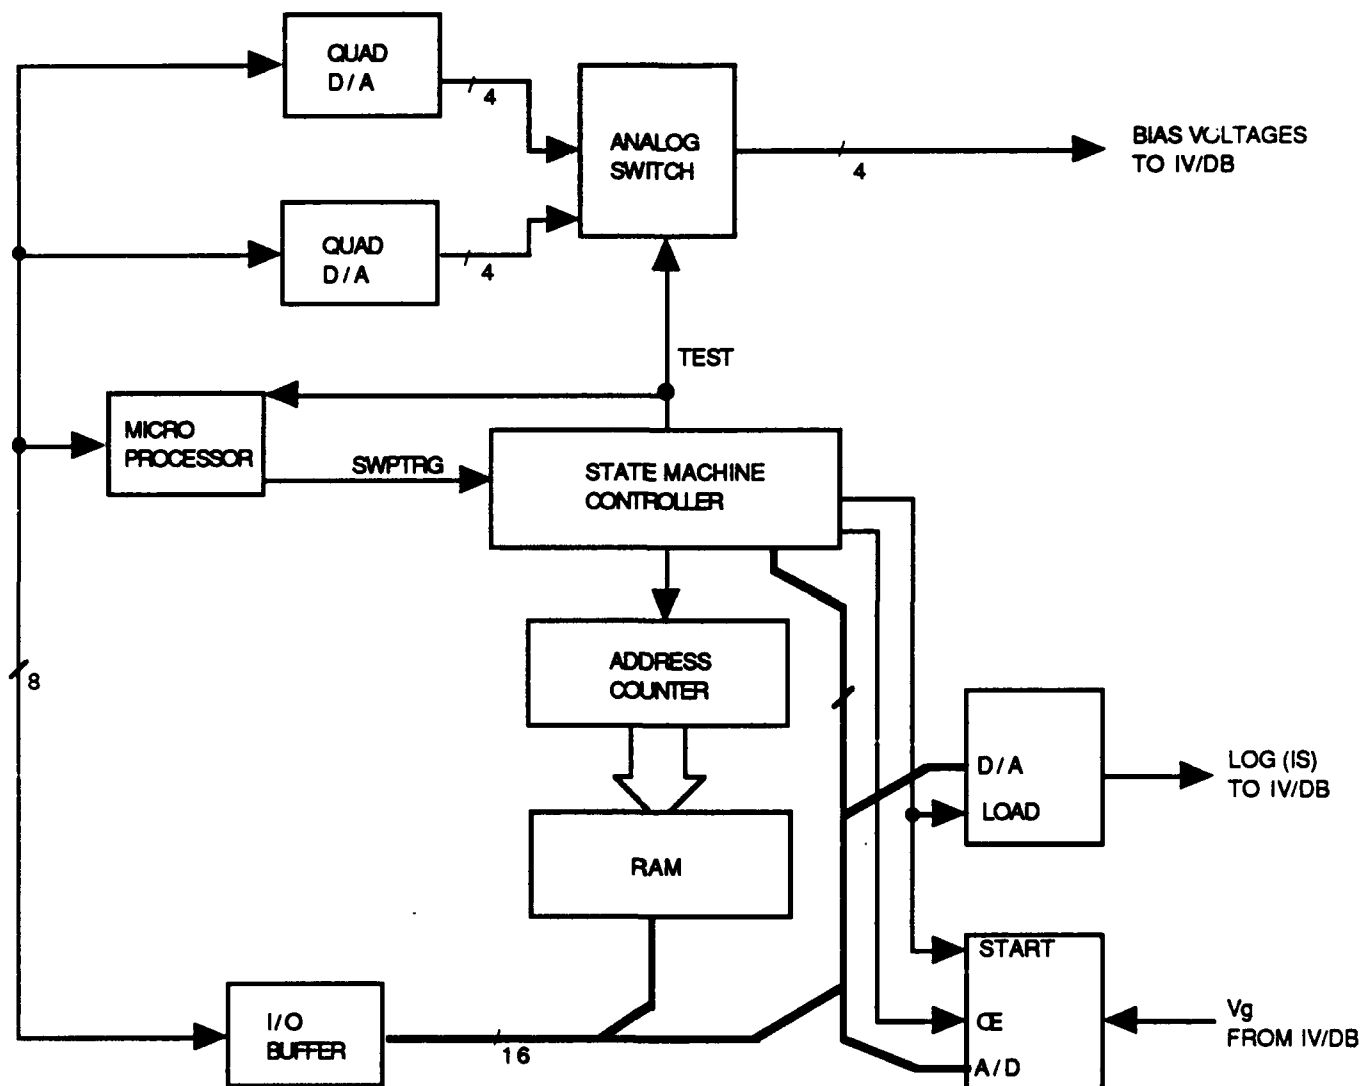 QUAD
D/A
4
ANALOG
SWITCH
4
BIAS VOLTAGES
TO IV/DB
QUAD
D/A
4
TEST
MICRO
PROCESSOR
SWPTRG
STATE MACHINE
CONTROLLER
8
ADDRESS
COUNTER
D/A
LOAD
LOG (IS)
TO IV/DB
RAM
START
OE
A/D
Vg
FROM IV/DB
I/O
BUFFER
16